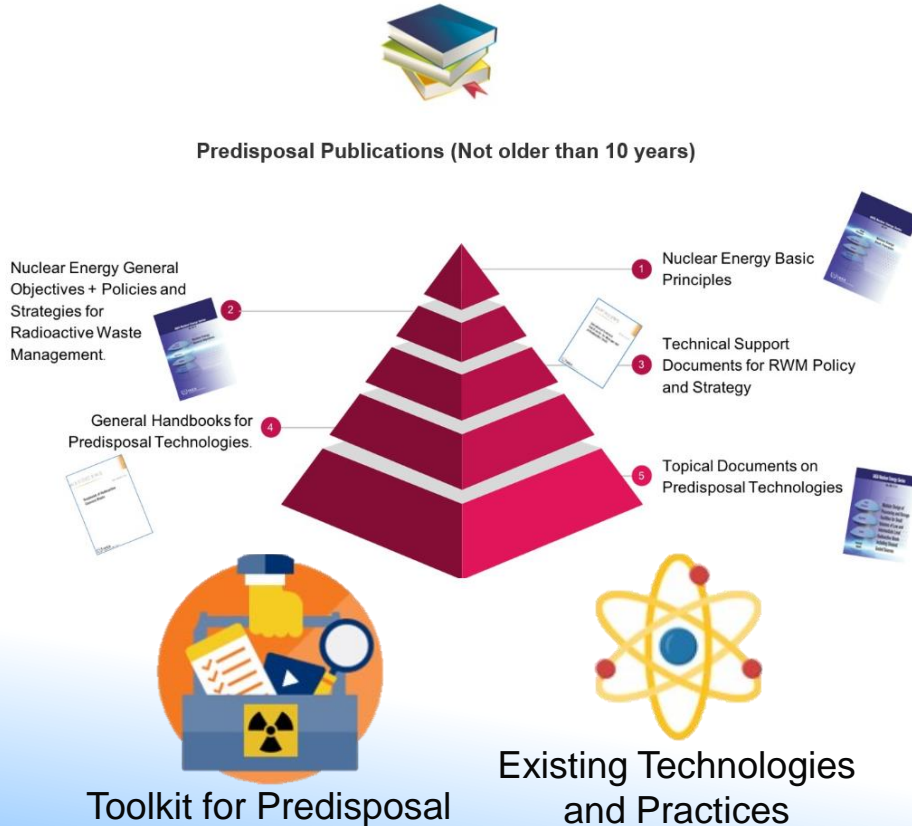 Predisposal Publications (Not older than 10 years)
Nuclear Energy General
Objectives + Policies and
Strategies for
Radioactive Waste
Management.
2
1
Nuclear Energy Basic
Principles
3
Technical Support
Documents for RWM Policy
and Strategy
General Handbooks for
Predisposal Technologies.
4
5
Topical Documents on
Predisposal Technologies
Toolkit for Predisposal
Existing Technologies
and Practices